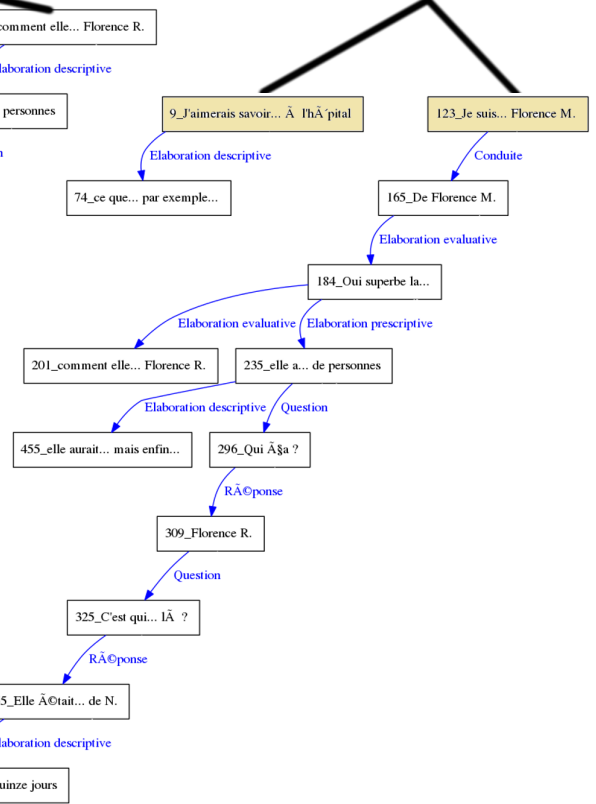 comment elle... Florence R.
laboration descriptive
personnes
9_J'aimerais savoir... Ã l'hÃ´pital
123_Je suis... Florence M.
Elaboration descriptive
Conduite
74_ce que... par exemple...
165_De Florence M.
Elaboration evaluative
184_Oui superbe la...
Elaboration evaluative
Elaboration prescriptive
201_comment elle... Florence R.
235_elle a... de personnes
Elaboration descriptive
Question
455_elle aurait... mais enfin...
296_Qui Ã§a ?
RÃ©ponse
309_Florence R.
Question
325_C'est qui... lÃ ?
RÃ©ponse
5_Elle Ã©tait... de N.
laboration descriptive
uinze jours